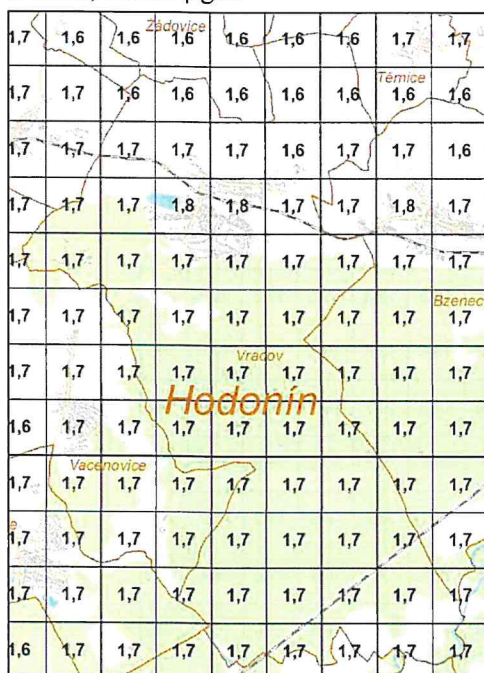 Žádovice
1,7 1,6 1,6 1,6 1,6 1,6 1,6 1,7 1,7
Těmice
1,7 1,6 1,6 1,6 1,6 1,6 1,6 1,6 1,6
1,7 1,7 1,7 1,7 1,7 1,6 1,7 1,7 1,6
1,7 1,7 1,7 1,8 1,8 1,7 1,7 1,8 1,7
1,7 1,7 1,7 1,7 1,7 1,7 1,7 1,7 1,7
Bzenec
1,7 1,7 1,7 1,7 1,7 1,7 1,7 1,7 1,7
Vracov
1,7 1,7 1,7 1,7 1,7 1,7 1,7 1,7 1,7
Hodonín
1,6 1,7 1,7 1,7 1,7 1,7 1,7 1,7 1,7
Vacenovice
1,7 1,7 1,7 1,7 1,7 1,7 1,7 1,7 1,7
e
1,7 1,7 1,7 1,7 1,7 1,7 1,7 1,7 1,7
1,7 1,7 1,7 1,7 1,7 1,7 1,7 1,7 1,7
1,6 1,7 1,7 1,7 1,7 1,7 1,7 1,7 1,7